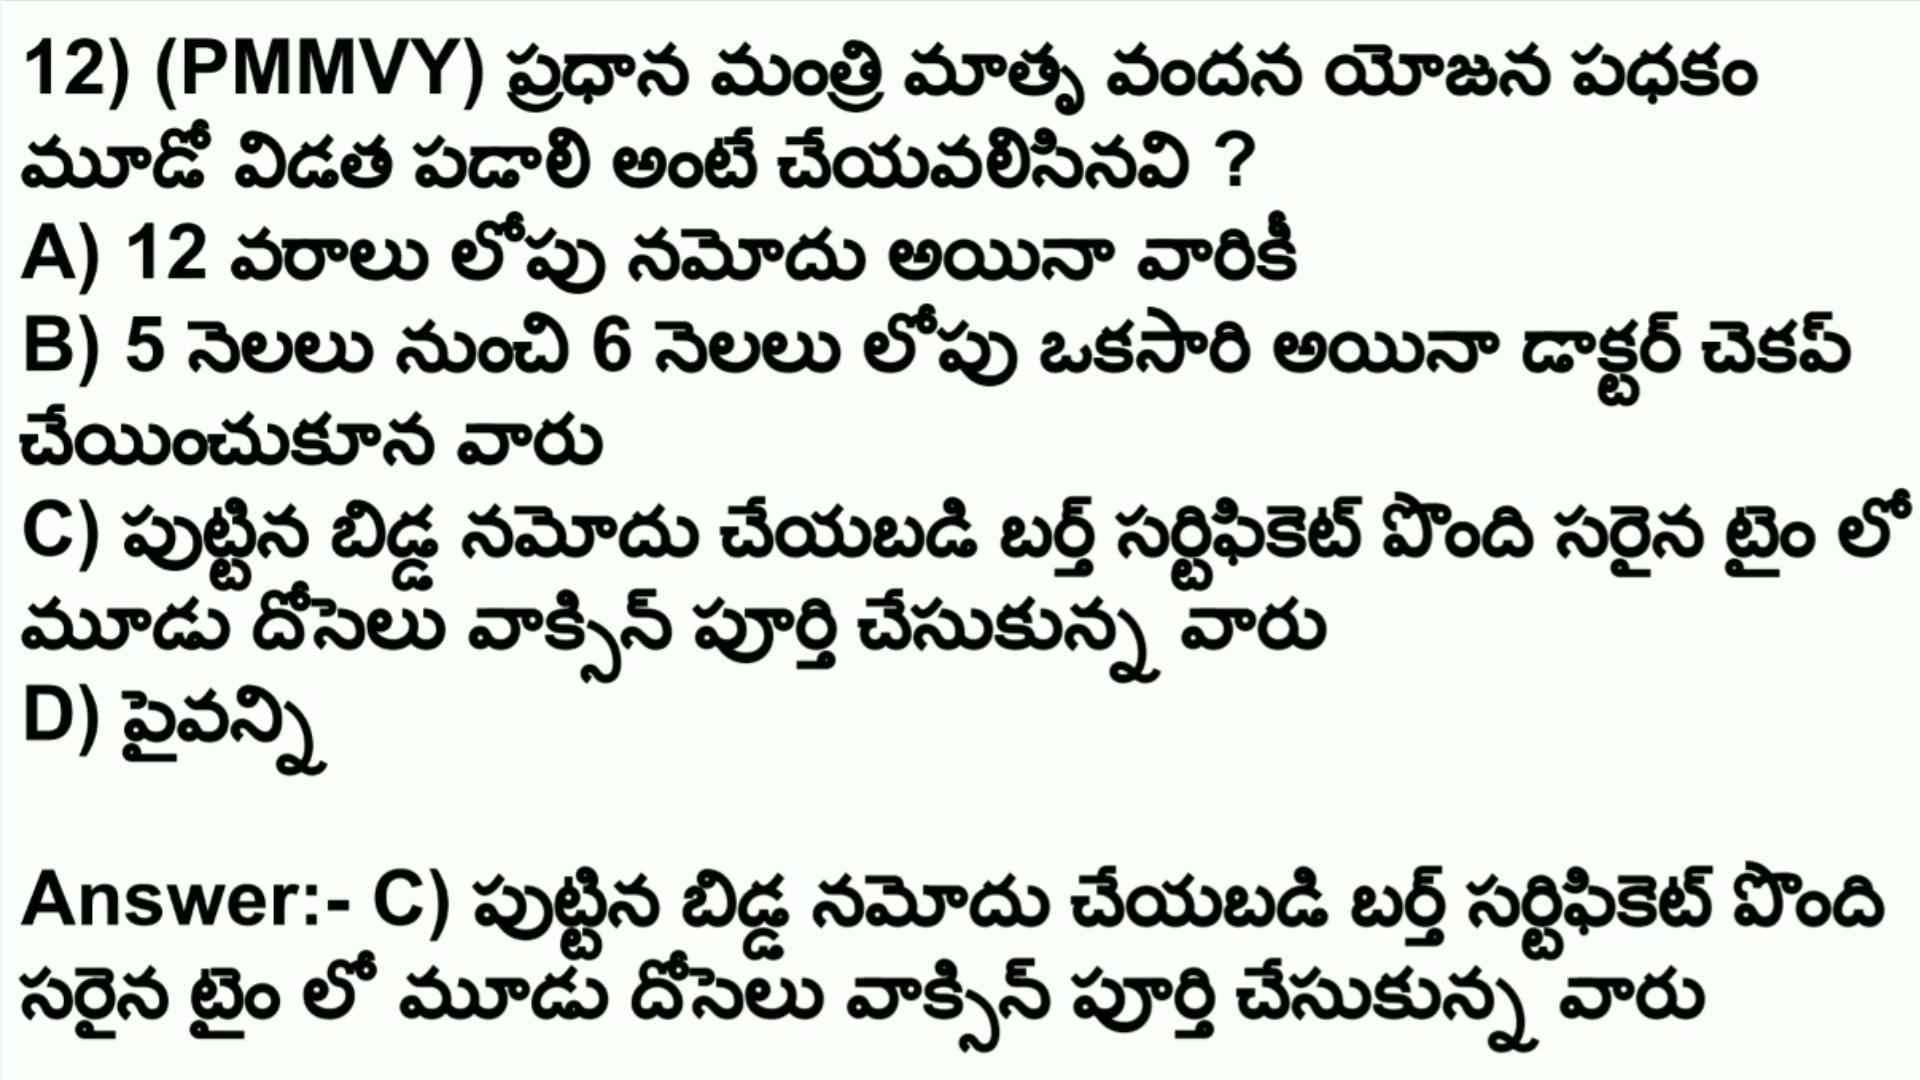 12) (PMMVY) ప్రధాన మంత్రి మాతృ వందన యోజన పధకం
మూడో విడత పడాలి అంటే చేయవలిసినవి ?
A) 12 వరాలు లోపు నమోదు అయినా వారికీ
B) 5 నెలలు నుంచి 6 నెలలు లోపు ఒకసారి అయినా డాక్టర్ చెకప్
చేయించుకూన వారు
C) పుట్టిన బిడ్డ నమోదు చేయబడి బర్త్ సర్టిఫికెట్ పొంది సరైన టైం లో
మూడు దోసెలు వాక్సిన్ పూర్తి చేసుకున్న వారు
D) పైవన్ని
Answer:- C) పుట్టిన బిడ్డ నమోదు చేయబడి బర్త్ సర్టిఫికెట్ పొంది
సరైన టైం లో మూడు దోసెలు వాక్సిన్ పూర్తి చేసుకున్న వారు